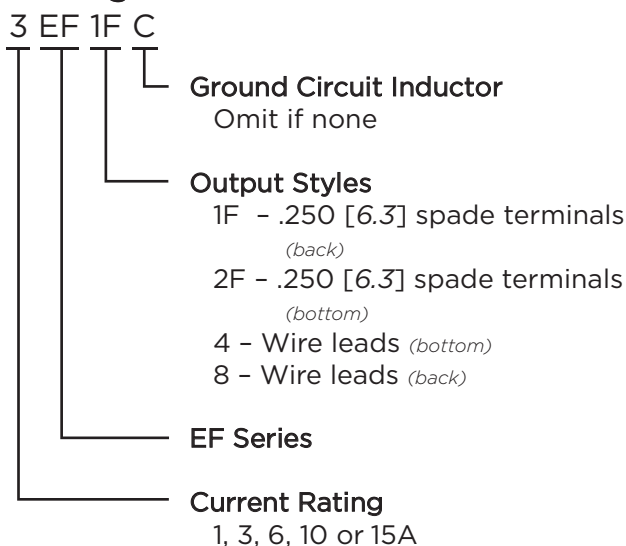 3 EF 1F C
Ground Circuit Inductor
Omit if none
Output Styles
1F – .250 [6.3] spade terminals
(back)
2F – .250 [6.3] spade terminals
(bottom)
4 – Wire leads (bottom)
8 – Wire leads (back)
EF Series
Current Rating
1, 3, 6, 10 or 15A